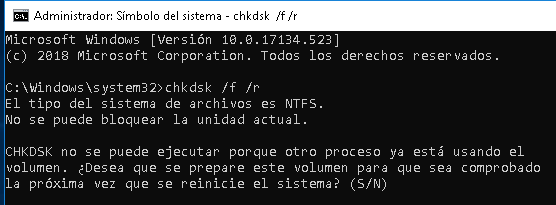 Administrador: Símbolo del sistema - chkdsk /f /r
Microsoft Windows [Versión 10.0.17134.523]
(c) 2018 Microsoft Corporation. Todos los derechos reservados.
C:\Windows\system32>chkdsk /f /r
El tipo del sistema de archivos es NTFS.
No se puede bloquear la unidad actual.
CHKDSK no se puede ejecutar porque otro proceso ya está usando el
volumen. ¿Desea que se prepare este volumen para que sea comprobado
la próxima vez que se reinicie el sistema? (S/N)